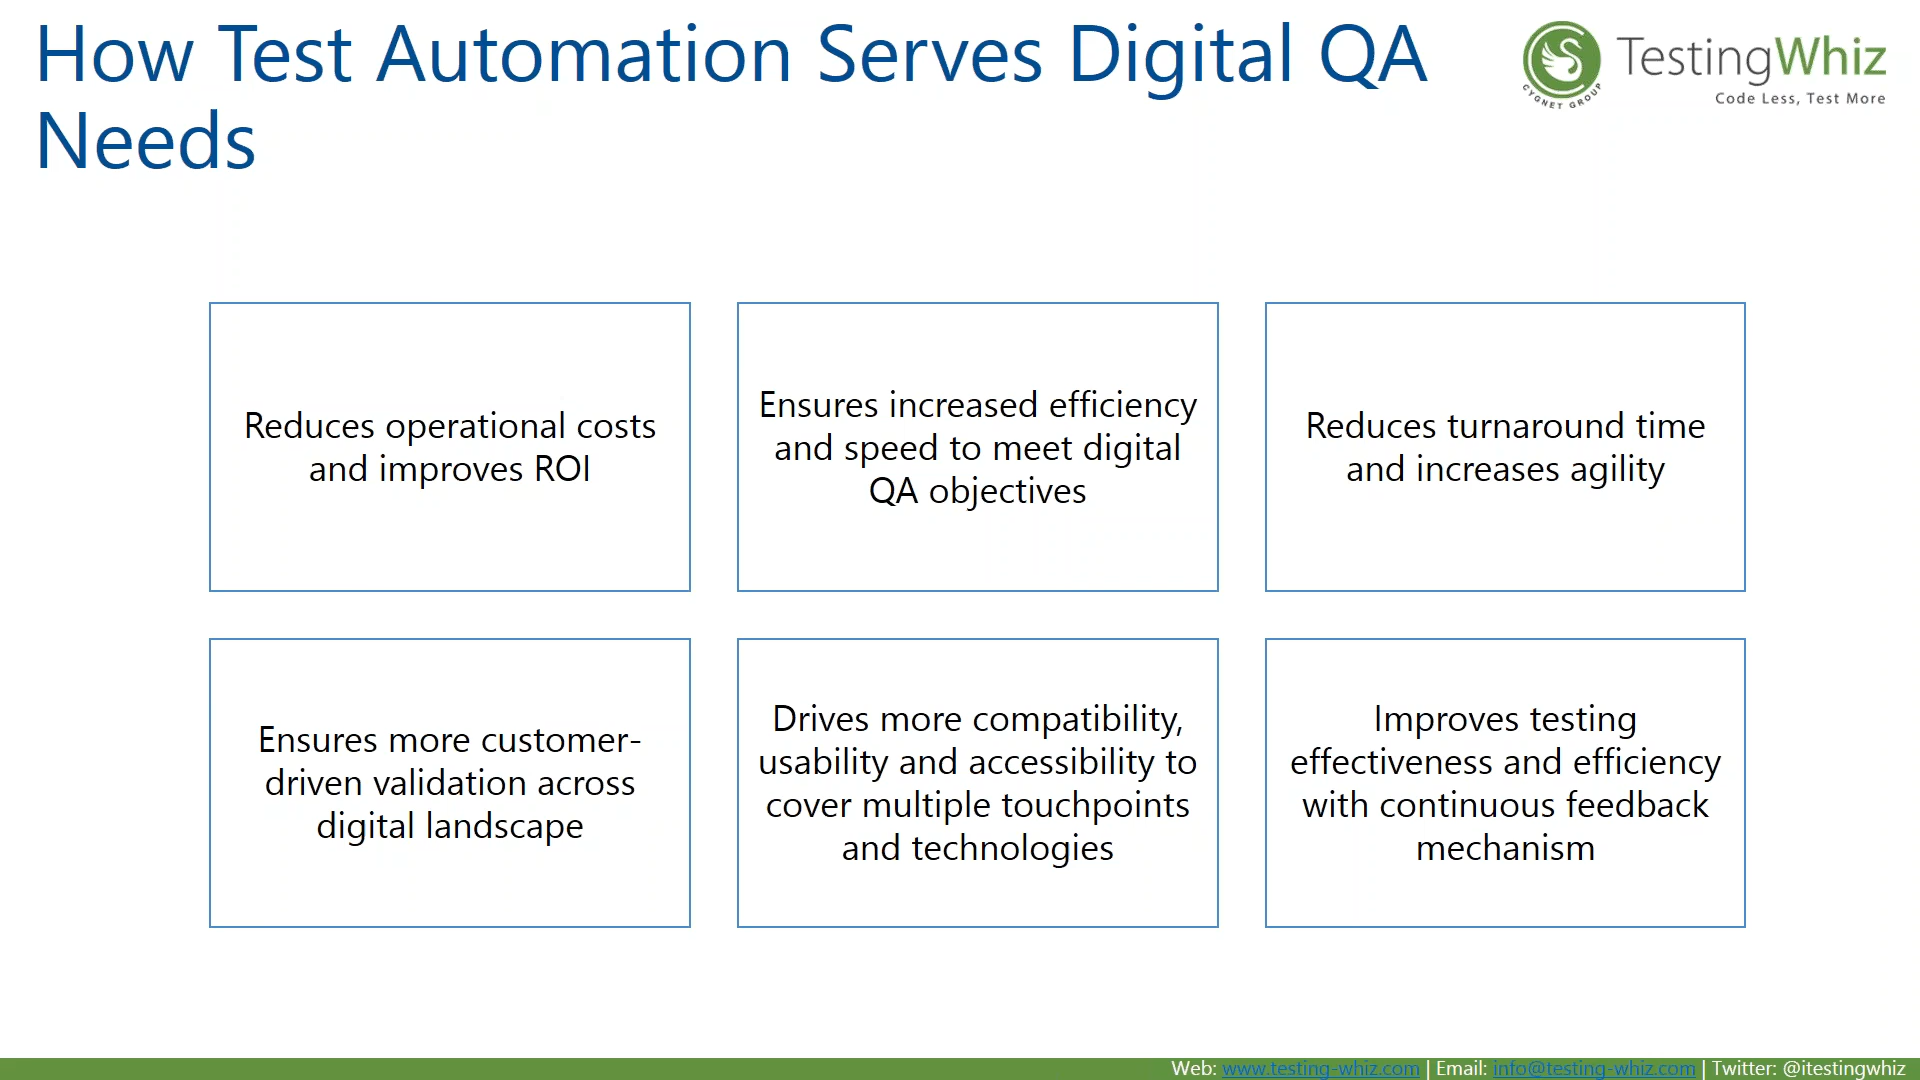 How Test Automation Serves Digital QA
Needs
CYGNET GROUP
TestingWhiz
Code Less, Test More
Reduces operational costs
and improves ROI
Ensures increased efficiency
and speed to meet digital
QA objectives
Reduces turnaround time
and increases agility
Ensures more customer-
driven validation across
digital landscape
Drives more compatibility,
usability and accessibility to
cover multiple touchpoints
and technologies
Improves testing
effectiveness and efficiency
with continuous feedback
mechanism
Web: www.testing-whiz.com | Email: info@testing-whiz.com | Twitter: @itestingwhiz